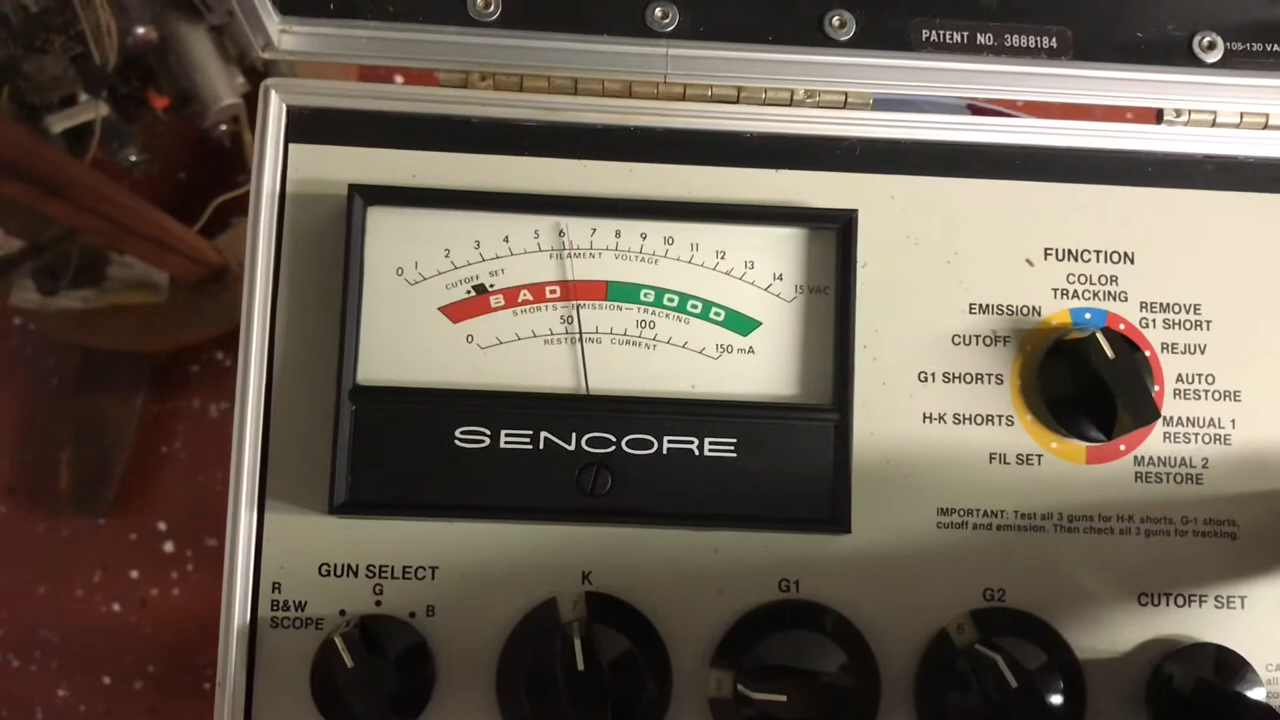 PATENT NO. 3688184
105-130 VA
0 1 2 3 4 5 6 7 8 9 10 11 12 13 14 15 VAC
FILAMENT VOLTAGE
CUTOFF SET
BAD GOOD
SHORTS–EMISSION–TRACKING
0 50 100 150 mA
RESTORING CURRENT
SENCORE
FUNCTION
COLOR
TRACKING
EMISSION
CUTOFF
G1 SHORTS
H-K SHORTS
FIL SET
REMOVE
G1 SHORT
REJUV
AUTO
RESTORE
MANUAL 1
RESTORE
MANUAL 2
RESTORE
IMPORTANT: Test all 3 guns for H-K shorts, G-1 shorts,
cutoff and emission. Then check all 3 guns for tracking.
GUN SELECT
R
B&W
SCOPE
G
B
K
7
G1
G2
6
CUTOFF SET